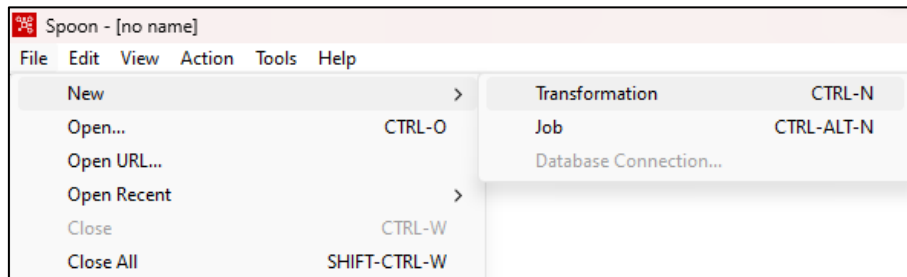 Spoon - [no name]
File Edit View Action Tools Help
New > Transformation CTRL-N
Open... CTRL-O Job CTRL-ALT-N
Open URL... Database Connection...
Open Recent >
Close CTRL-W
Close All SHIFT-CTRL-W